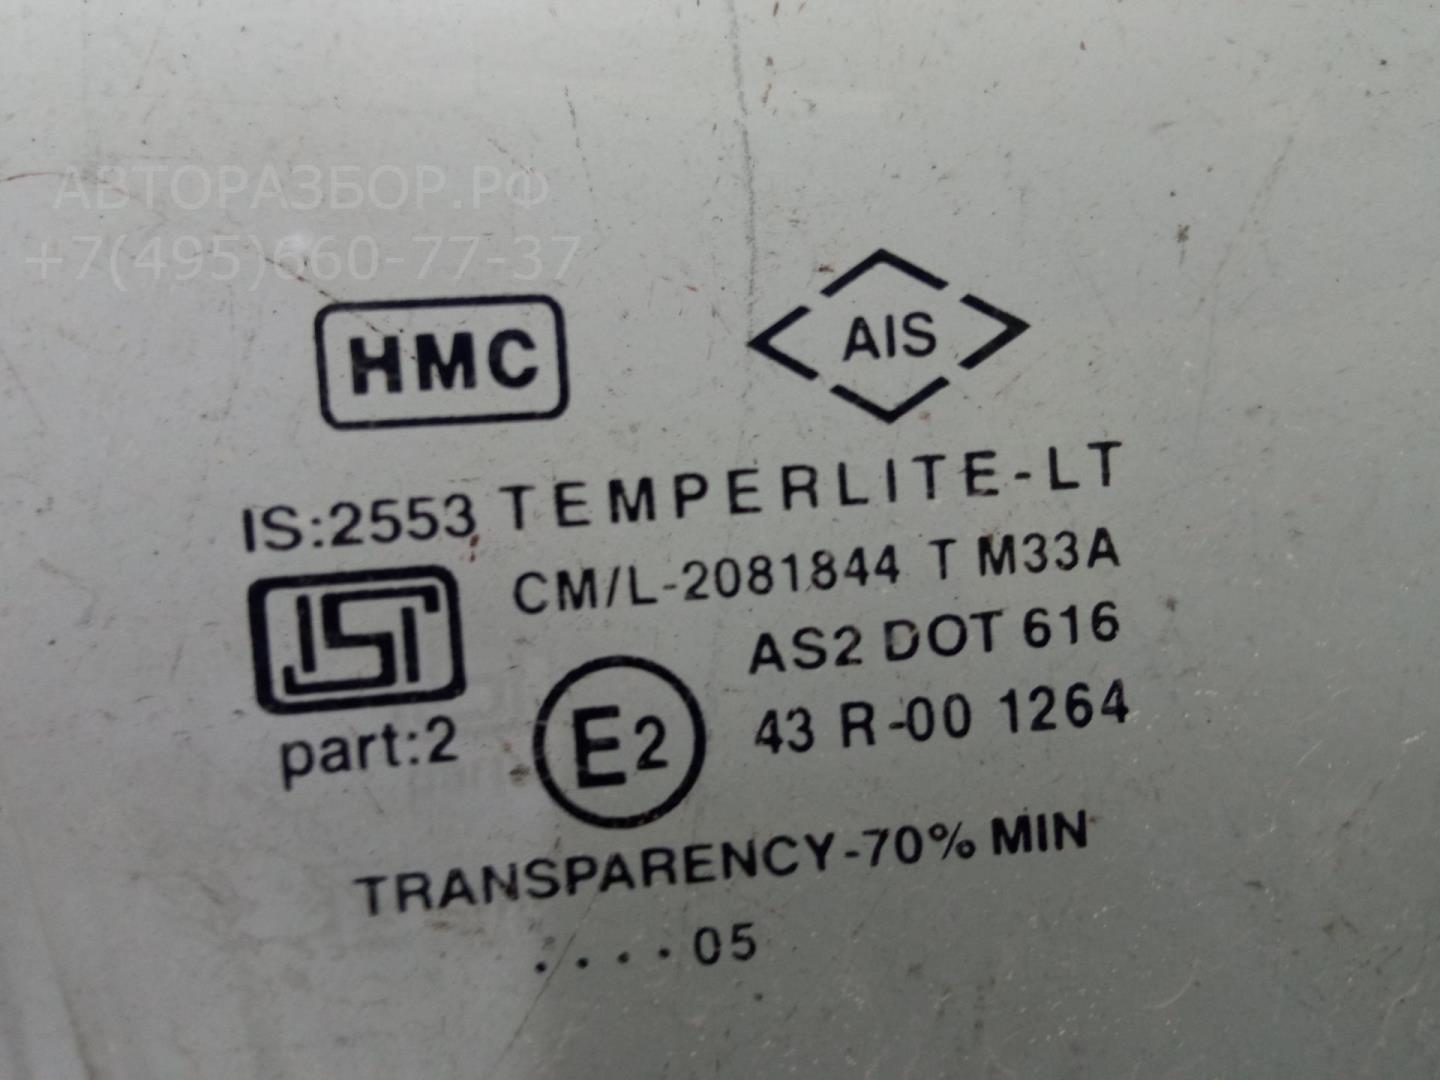 АВТОРАЗБОР.РФ
+7(495)660-77-37
HMC
AIS
IS:2553 TEMPERLITE-LT
CM/L-2081844 T M33A
ISI
AS2 DOT 616
part:2
E2
43 R-00 1264
TRANSPARENCY-70% MIN
....05